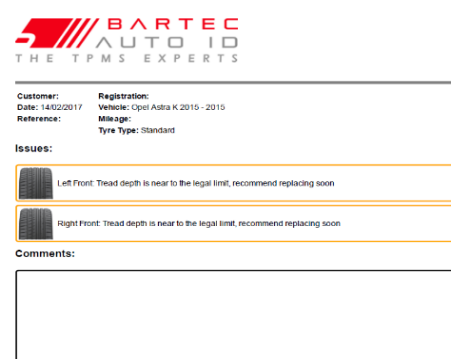 BARTEC
AUTO ID
THE TPMS EXPERTS
Customer: Registration:
Date: 14/02/2017 Vehicle: Opel Astra K 2015 - 2015
Reference: Mileage:
Tyre Type: Standard
Issues:
Left Front: Tread depth is near to the legal limit, recommend replacing soon
Right Front: Tread depth is near to the legal limit, recommend replacing soon
Comments: